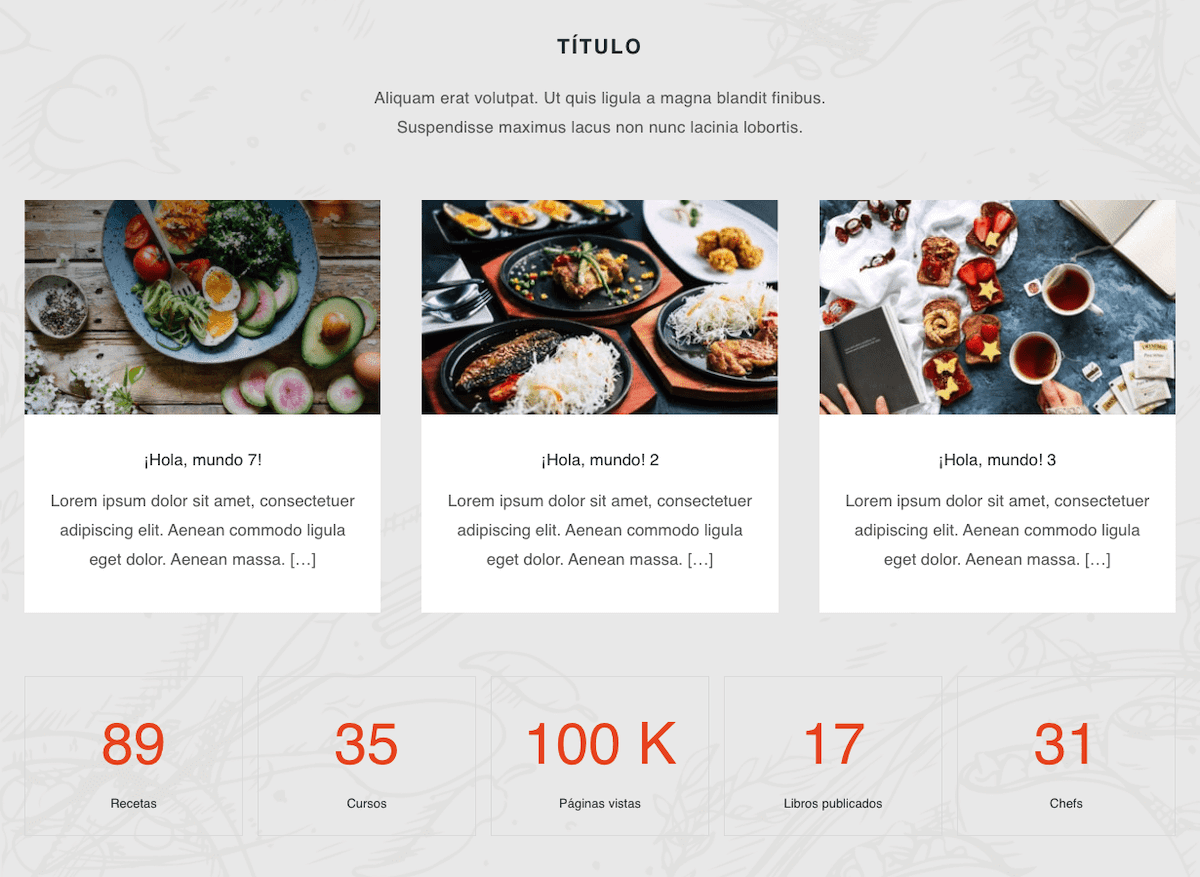 TÍTULO
Aliquam erat volutpat. Ut quis ligula a magna blandit finibus.
Suspendisse maximus lacus non nunc lacinia lobortis.
¡Hola, mundo 7!
Lorem ipsum dolor sit amet, consectetuer
adipiscing elit. Aenean commodo ligula
eget dolor. Aenean massa. […]
¡Hola, mundo! 2
Lorem ipsum dolor sit amet, consectetuer
adipiscing elit. Aenean commodo ligula
eget dolor. Aenean massa. […]
¡Hola, mundo! 3
Lorem ipsum dolor sit amet, consectetuer
adipiscing elit. Aenean commodo ligula
eget dolor. Aenean massa. […]
89
Recetas
35
Cursos
100 K
Páginas vistas
17
Libros publicados
31
Chefs